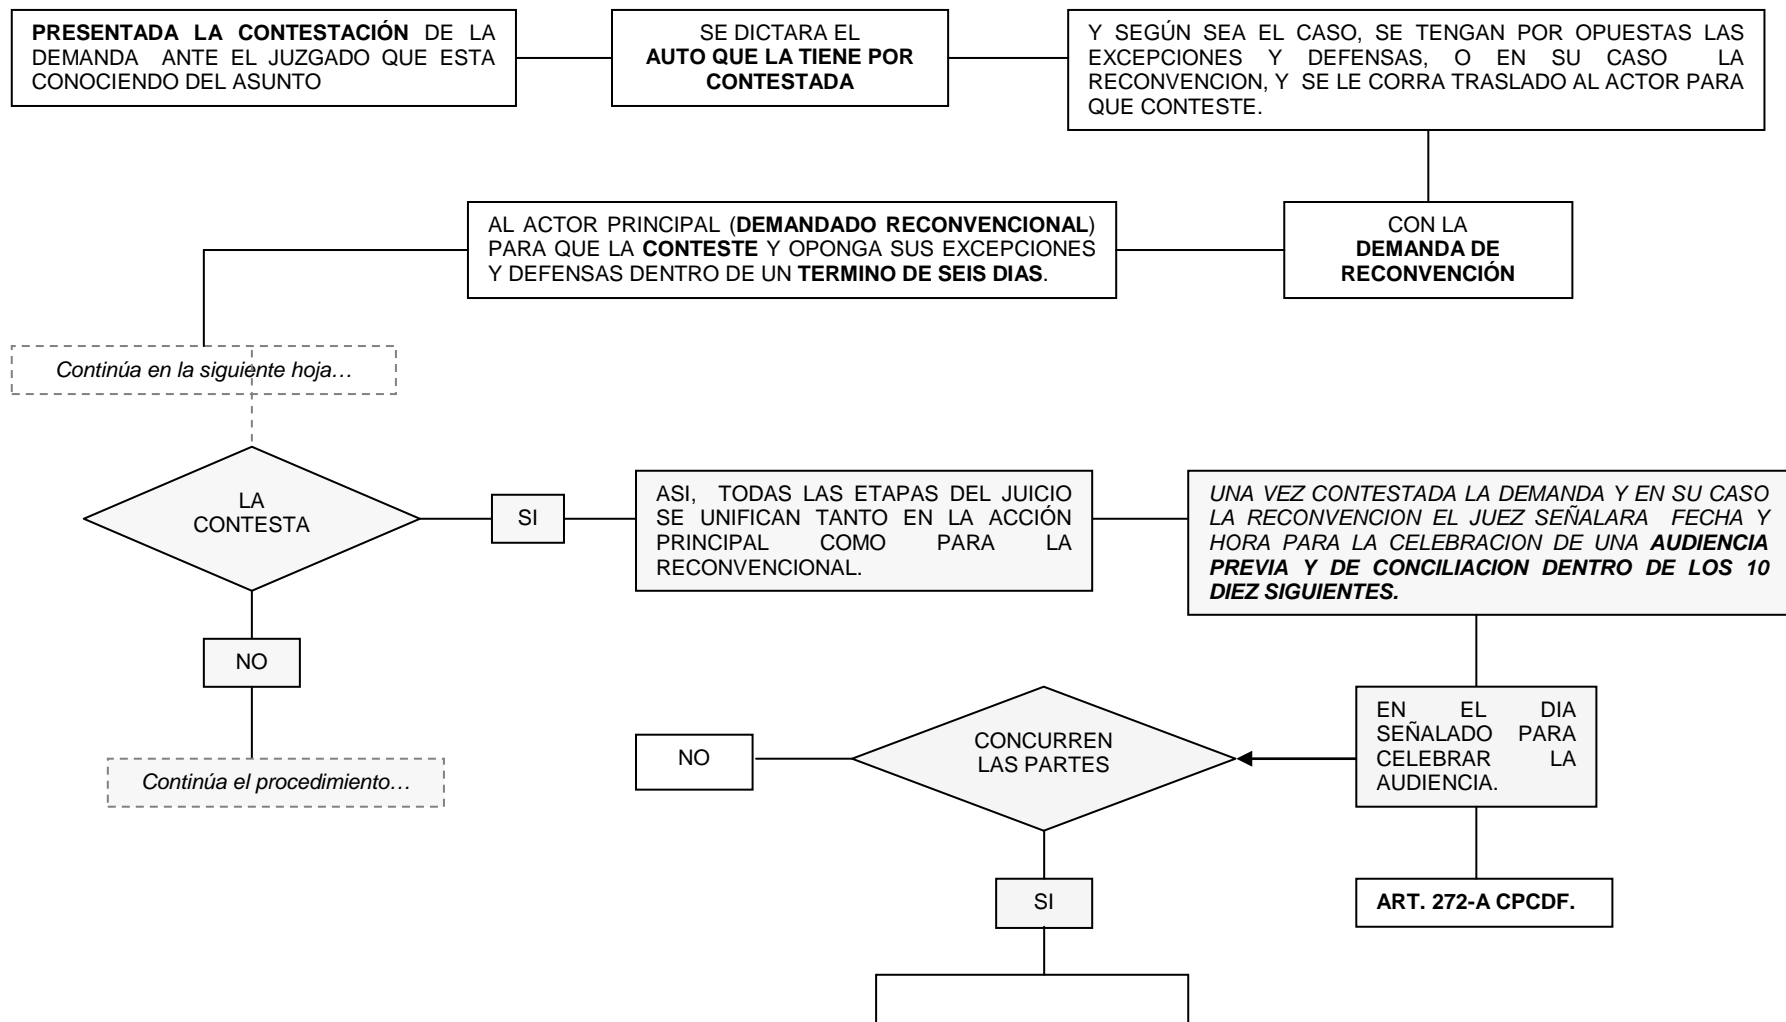 PRESENTADA LA CONTESTACIÓN DE LA
DEMANDA ANTE EL JUZGADO QUE ESTA
CONOCIENDO DEL ASUNTO
SE DICTARA EL
AUTO QUE LA TIENE POR
CONTESTADA
Y SEGÚN SEA EL CASO, SE TENGAN POR OPUESTAS LAS
EXCEPCIONES Y DEFENSAS, O EN SU CASO LA
RECONVENCION, Y SE LE CORRA TRASLADO AL ACTOR PARA
QUE CONTESTE.
CON LA
DEMANDA DE
RECONVENCIÓN
AL ACTOR PRINCIPAL (DEMANDADO RECONVENCIONAL)
PARA QUE LA CONTESTE Y OPONGA SUS EXCEPCIONES
Y DEFENSAS DENTRO DE UN TERMINO DE SEIS DIAS.
Continúa en la siguiente hoja…
LA
CONTESTA
SI
ASI, TODAS LAS ETAPAS DEL JUICIO
SE UNIFICAN TANTO EN LA ACCIÓN
PRINCIPAL COMO PARA LA
RECONVENCIONAL.
UNA VEZ CONTESTADA LA DEMANDA Y EN SU CASO
LA RECONVENCION EL JUEZ SEÑALARA FECHA Y
HORA PARA LA CELEBRACION DE UNA AUDIENCIA
PREVIA Y DE CONCILIACION DENTRO DE LOS 10
DIEZ SIGUIENTES.
NO
Continúa el procedimiento…
EN EL DIA
SEÑALADO PARA
CELEBRAR LA
AUDIENCIA.
CONCURREN
LAS PARTES
NO
SI
ART. 272-A CPCDF.